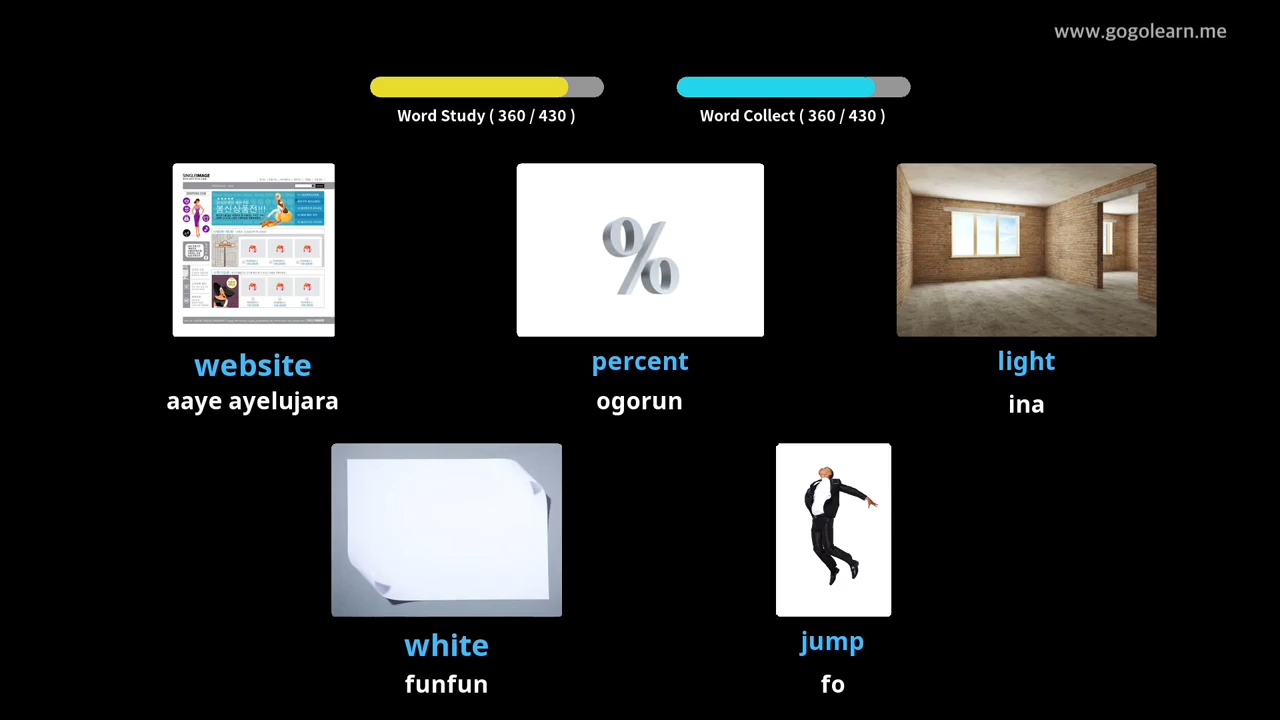 www.gogolearn.me
Word Study ( 360 / 430 )
Word Collect ( 360 / 430 )
website
aaye ayelujara
percent
ogorun
light
ina
white
funfun
jump
fo
%